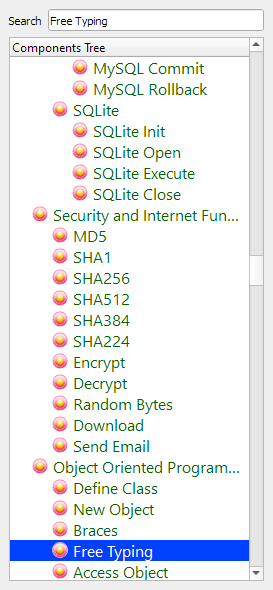 Search Free Typing
Components Tree
MySQL Commit
MySQL Rollback
SQLite
SQLite Init
SQLite Open
SQLite Execute
SQLite Close
Security and Internet Fun...
MD5
SHA1
SHA256
SHA512
SHA384
SHA224
Encrypt
Decrypt
Random Bytes
Download
Send Email
Object Oriented Program...
Define Class
New Object
Braces
Free Typing
Access Object